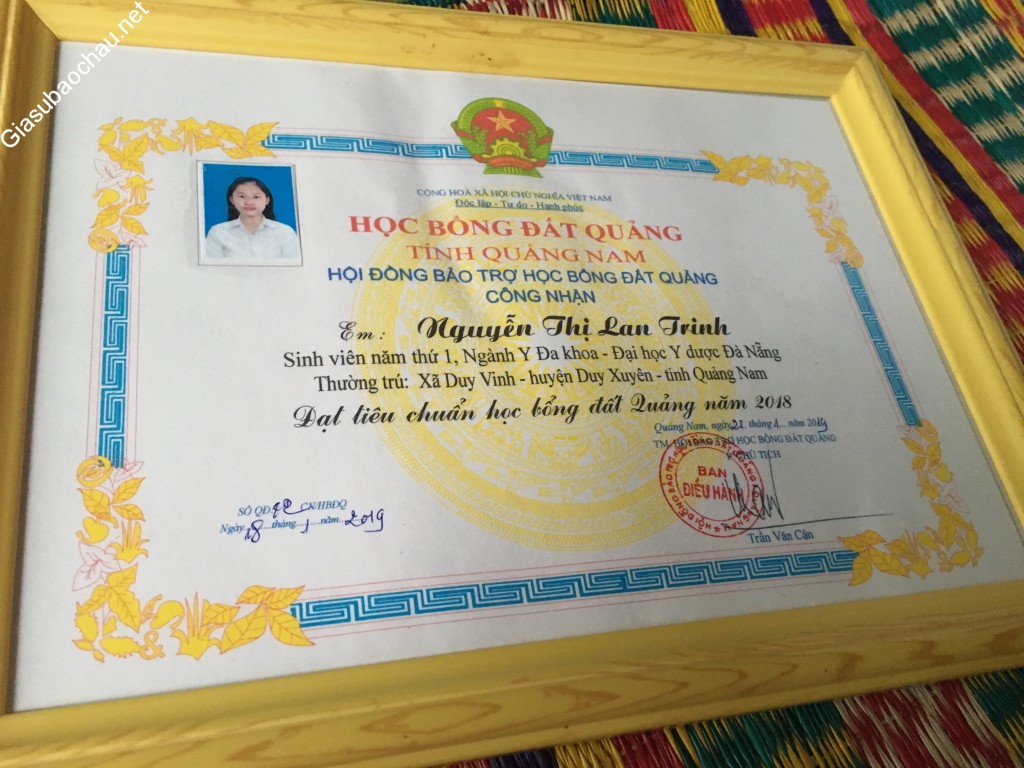 Giasubaochau.net
CỘNG HOÀ XÃ HỘI CHỦ NGHĨA VIỆT NAM
Độc lập - Tự do - Hạnh phúc
HỌC BỔNG ĐẤT QUẢNG
TỈNH QUẢNG NAM
HỘI ĐỒNG BẢO TRỢ HỌC BỔNG ĐẤT QUẢNG
CÔNG NHẬN
Em: Nguyễn Thị Lan Trinh
Sinh viên năm thứ 1, Ngành Y Đa khoa - Đại học Y dược Đà Nẵng
Thường trú: Xã Duy Vinh - huyện Duy Xuyên - tỉnh Quảng Nam
Đạt tiêu chuẩn học bổng đất Quảng năm 2018
Quảng Nam, ngày 21 tháng 1 năm 2019
TM. HỘI ĐỒNG BẢO TRỢ HỌC BỔNG ĐẤT QUẢNG
CHỦ TỊCH
BAN
ĐIỀU HÀNH
Trần Văn Cận
SỐ QĐ: CN/HBĐQ
Ngày 18 tháng 1 năm 2019